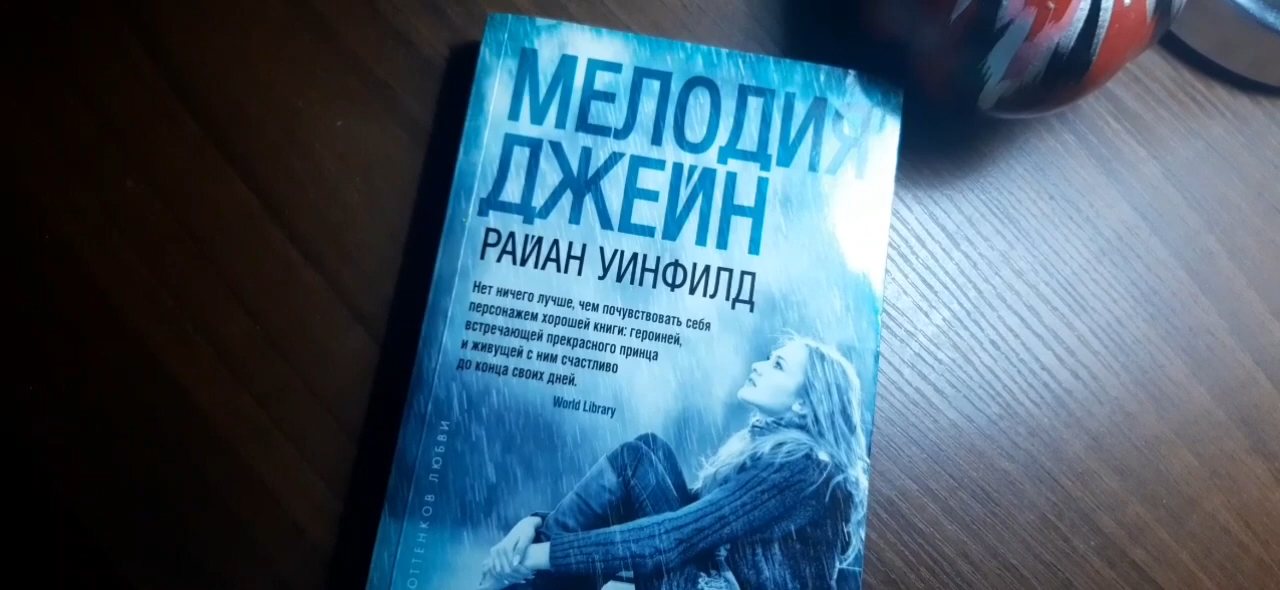 МЕЛОДИЯ
ДЖЕЙН
РАЙАН УИНФИЛД
Нет ничего лучше, чем почувствовать себя
персонажем хорошей книги: героиней,
встречающей прекрасного принца
и живущей с ним счастливо
до конца своих дней.
World Library
ОТТЕНКОВ ЛЮБВИ